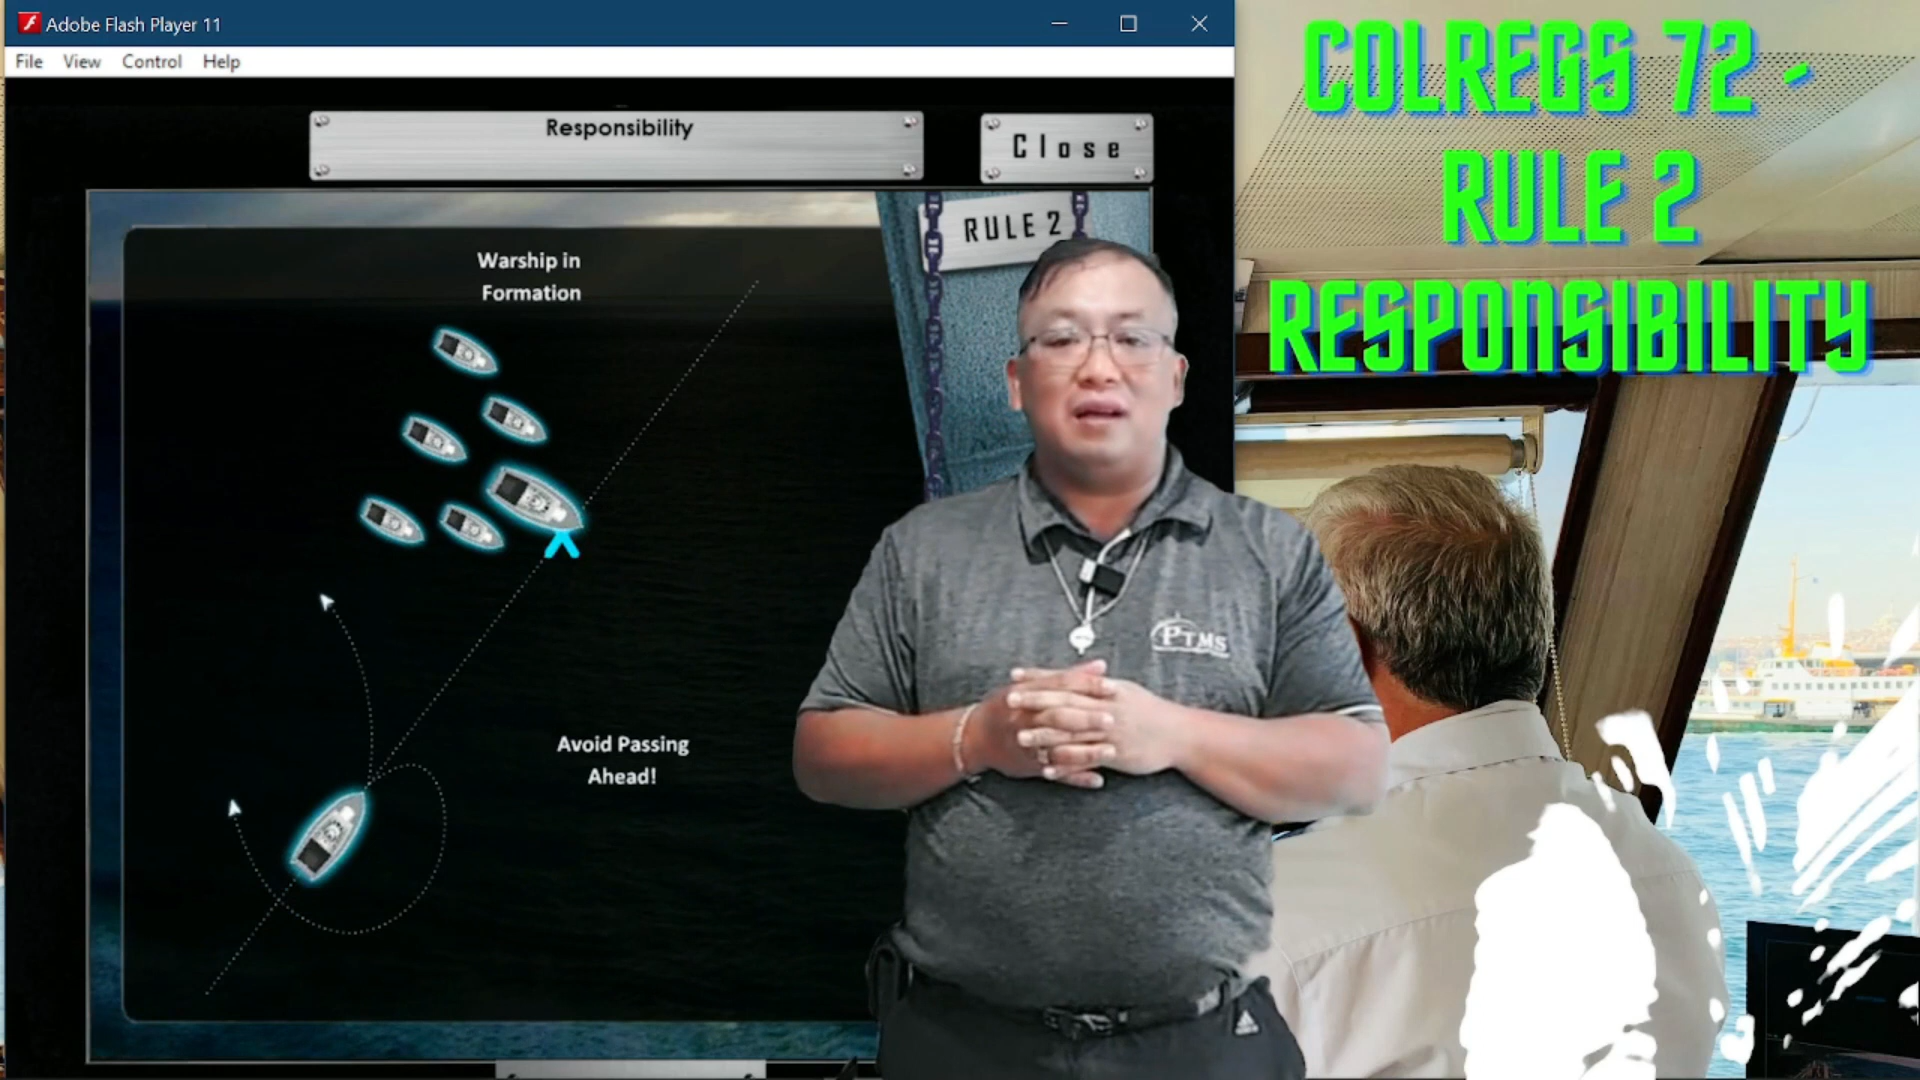 Adobe Flash Player 11
File View Control Help
Responsibility
Close
RULE 2
Warship in
Formation
Avoid Passing
Ahead!
PTMS
COLREGS 72 -
RULE 2
RESPONSIBILITY